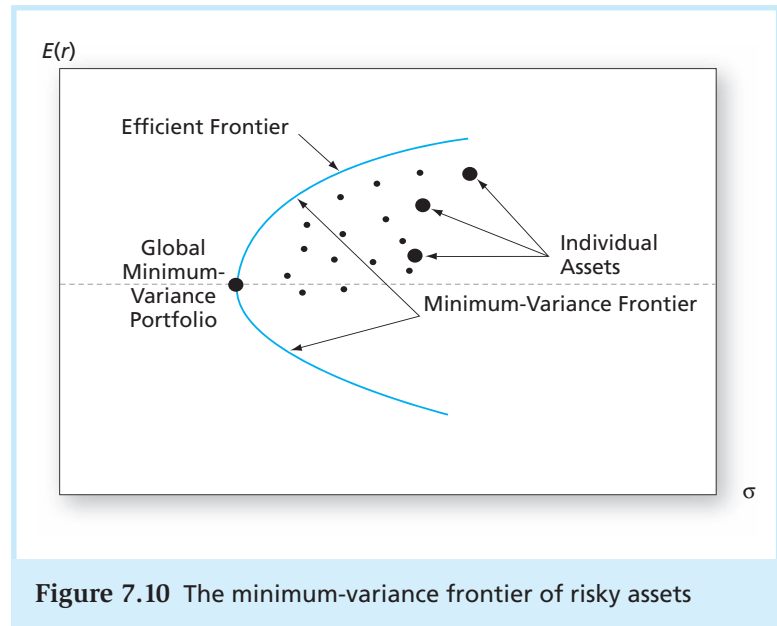 E(r)
Efficient Frontier
Global
Minimum-
Variance
Portfolio
Individual
Assets
Minimum-Variance Frontier
σ
Figure 7.10 The minimum-variance frontier of risky assets